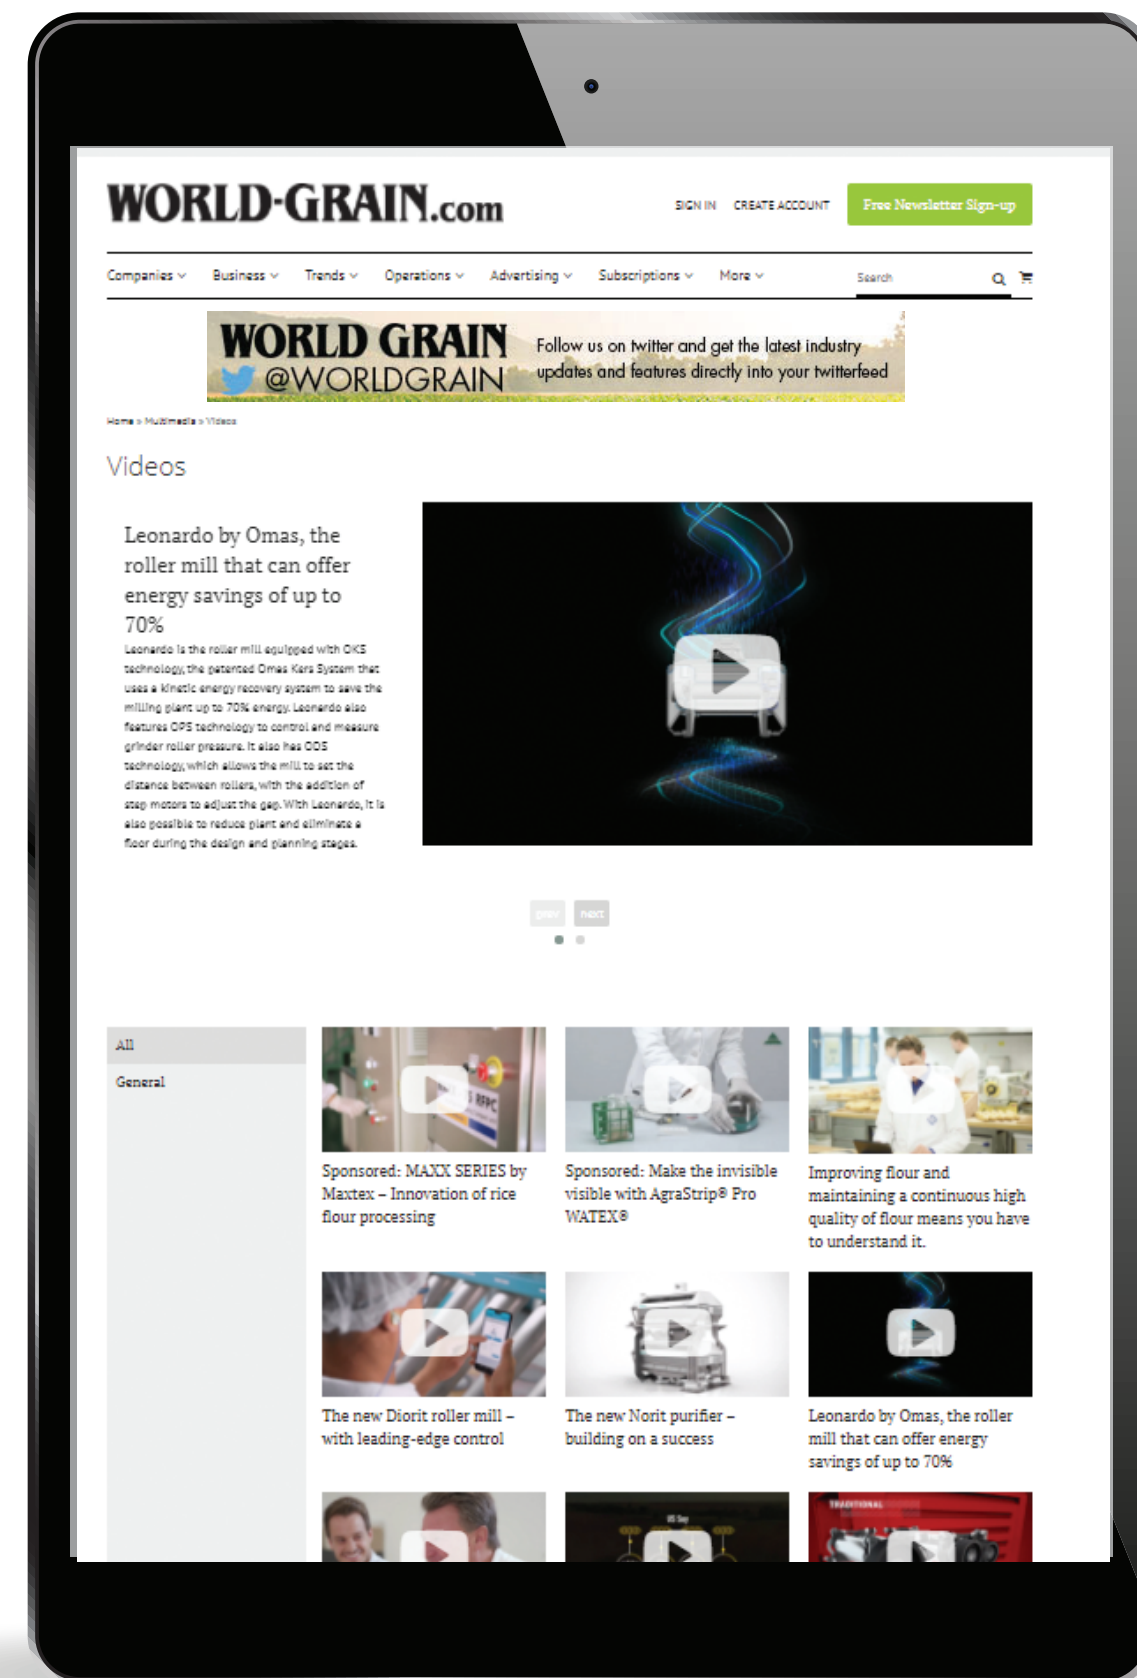 WORLD-GRAIN.com
SIGN IN CREATE ACCOUNT Free Newsletter Sign-up
Companies Business Trends Operations Advertising Subscriptions More Search
WORLD GRAIN
@WORLDGRAIN
Follow us on twitter and get the latest industry
updates and features directly into your twitterfeed
Home » Multimedia » Videos
Videos
Leonardo by Omas, the
roller mill that can offer
energy savings of up to
70%
Leonardo is the roller mill equipped with OKS
technology, the patented Omas Kers System that
uses a kinetic energy recovery system to save the
milling plant up to 70% energy. Leonardo also
features OPS technology to control and measure
grinder roller pressure. It also has ODS
technology, which allows the mill to set the
distance between rollers, with the addition of
step motors to adjust the gap. With Leonardo, it is
also possible to reduce plant and eliminate a
floor during the design and planning stages.
prev next
All
General
RFPC
Sponsored: MAXX SERIES by
Maxtex – Innovation of rice
flour processing
Sponsored: Make the invisible
visible with AgraStrip® Pro
WATEX®
Improving flour and
maintaining a continuous high
quality of flour means you have
to understand it.
The new Diorit roller mill –
with leading-edge control
The new Norit purifier –
building on a success
Leonardo by Omas, the roller
mill that can offer energy
savings of up to 70%
US Soy
TRADITIONAL